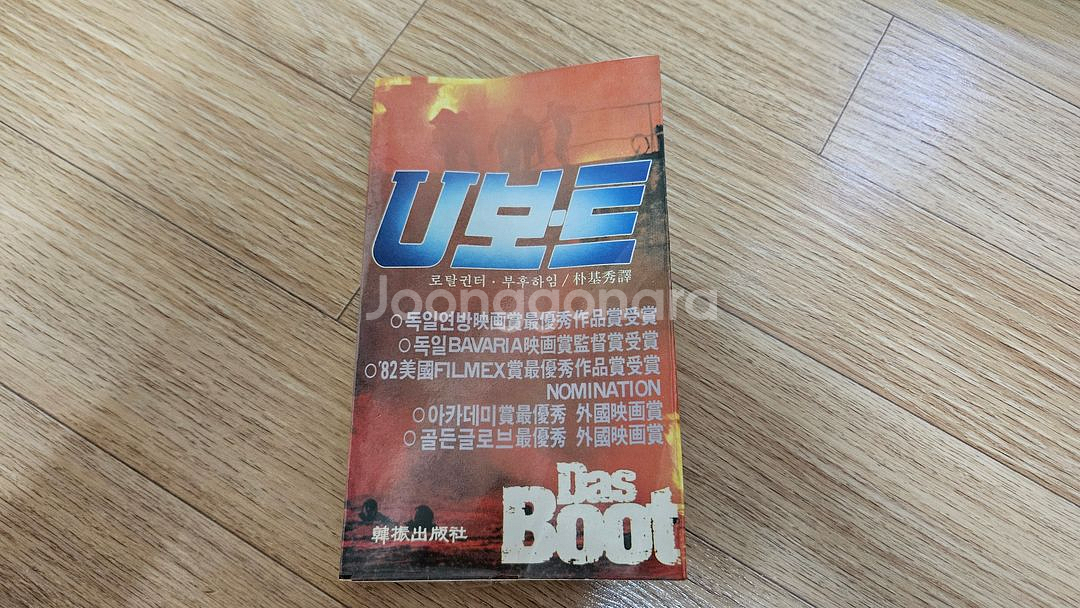 U보·트
로탈귄터·부후하임/朴基秀譯
Joonggonara
○독일연방映画賞最優秀作品賞受賞
○독일BAVARIA映画賞監督賞受賞
○'82美國FILMEX賞最優秀作品賞受賞
NOMINATION
○아카데미賞最優秀 外國映画賞
○골든글로브最優秀 外國映画賞
Das
Boot
韓振出版社